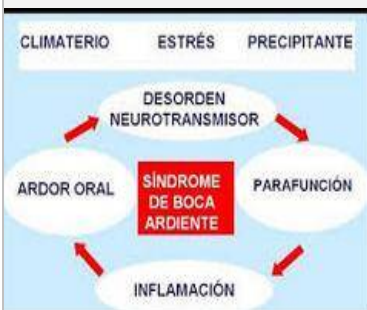 CLIMATERIO ESTRÉS PRECIPITANTE
DESORDEN
NEUROTRANSMISOR
ARDOR ORAL
SÍNDROME
DE BOCA
ARDIENTE
PARAFUNCIÓN
INFLAMACIÓN